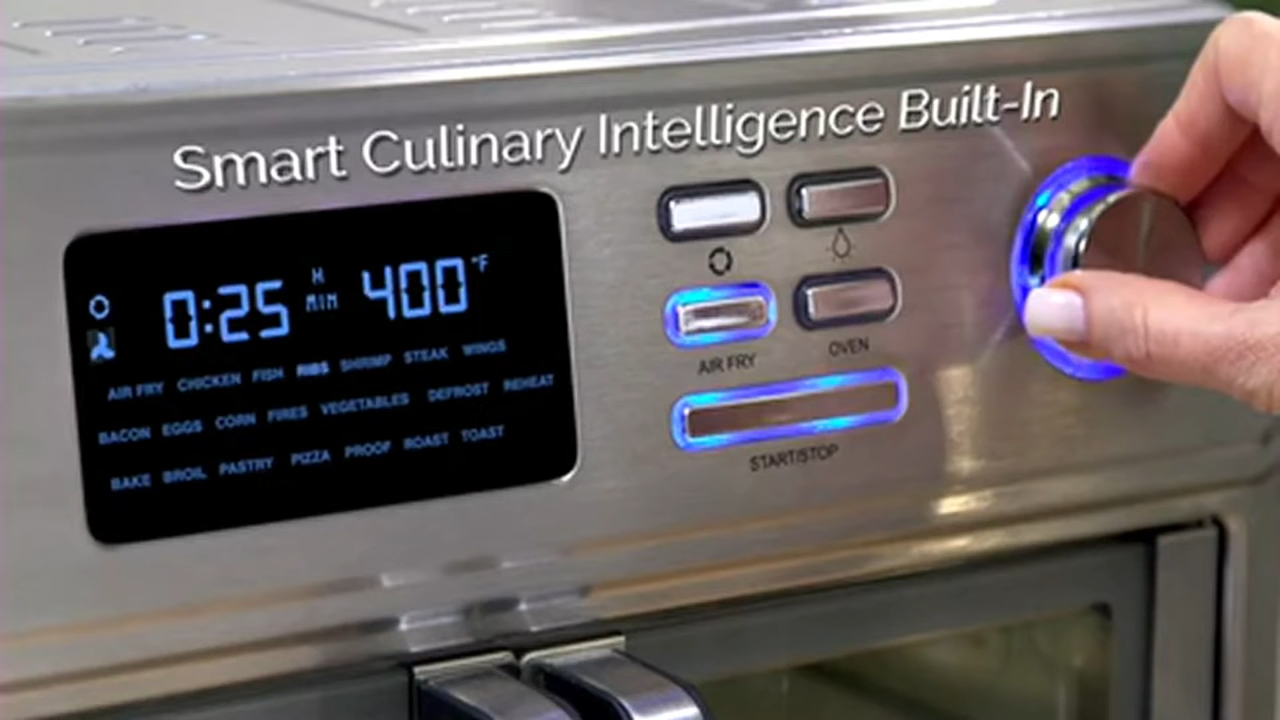 Smart Culinary Intelligence Built-In
0:25 H MIN 400 °F
AIR FRY CHICKEN FISH RIBS SHRIMP STEAK WINGS
BACON EGGS CORN FIRES VEGETABLES DEFROST REHEAT
BAKE BROIL PASTRY PIZZA PROOF ROAST TOAST
AIR FRY OVEN
START/STOP